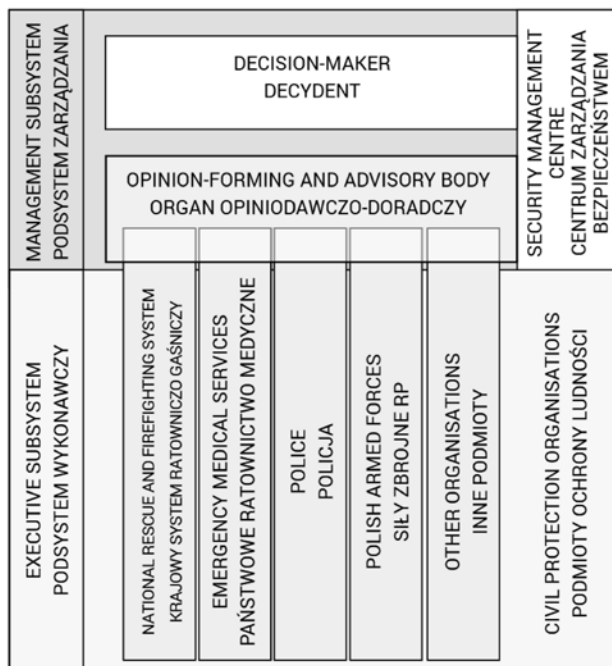 MANAGEMENT SUBSYSTEM
PODSYSTEM ZARZĄDZANIA
DECISION-MAKER
DECYDENT
OPINION-FORMING AND ADVISORY BODY
ORGAN OPINIODAWCZO-DORADCZY
SECURITY MANAGEMENT
CENTRE
CENTRUM ZARZĄDZANIA
BEZPIECZEŃSTWEM
EXECUTIVE SUBSYSTEM
PODSYSTEM WYKONAWCZY
NATIONAL RESCUE AND FIREFIGHTING SYSTEM
KRAJOWY SYSTEM RATOWNICZO GAŚNICZY
EMERGENCY MEDICAL SERVICES
PAŃSTWOWE RATOWNICTWO MEDYCZNE
POLICE
POLICJA
POLISH ARMED FORCES
SIŁY ZBROJNE RP
OTHER ORGANISATIONS
INNE PODMIOTY
CIVIL PROTECTION ORGANISATIONS
PODMIOTY OCHRONY LUDNOŚCI